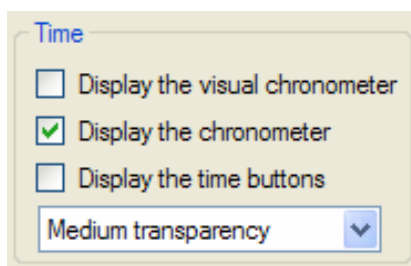 Time
Display the visual chronometer
Display the chronometer
Display the time buttons
Medium transparency